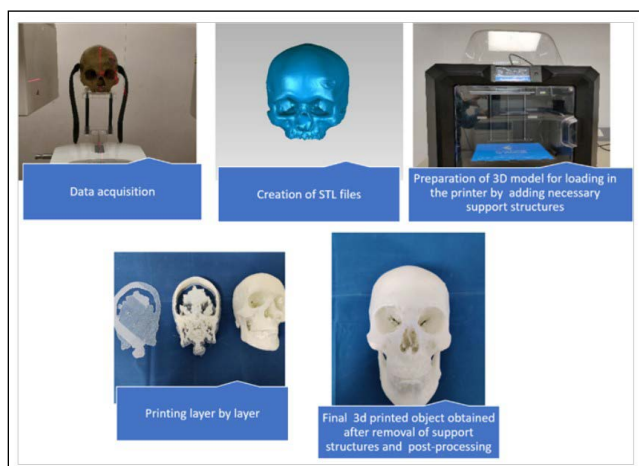 Data acquisition
Creation of STL files
Preparation of 3D model for loading in
the printer by adding necessary
support structures
Printing layer by layer
Final 3d printed object obtained
after removal of support
structures and post-processing